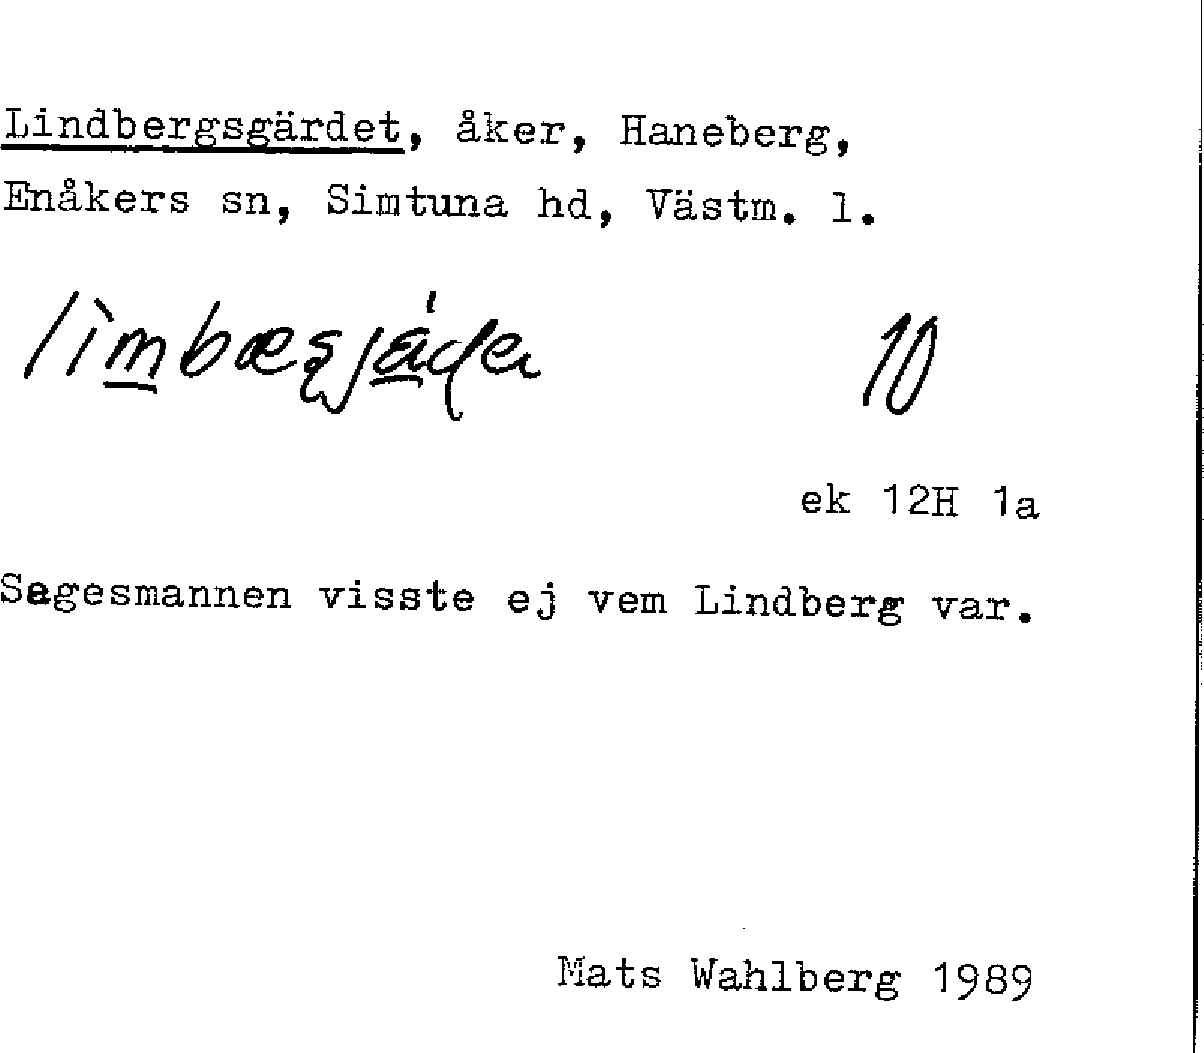 Lindbergsgärdet, åker, Haneberg,
Enåkers sn, Simtuna hd, Västm. l.
10
ek 12H 1a
Sagesmannen visste ej vem Lindberg var.
Mats Wahlberg 1989